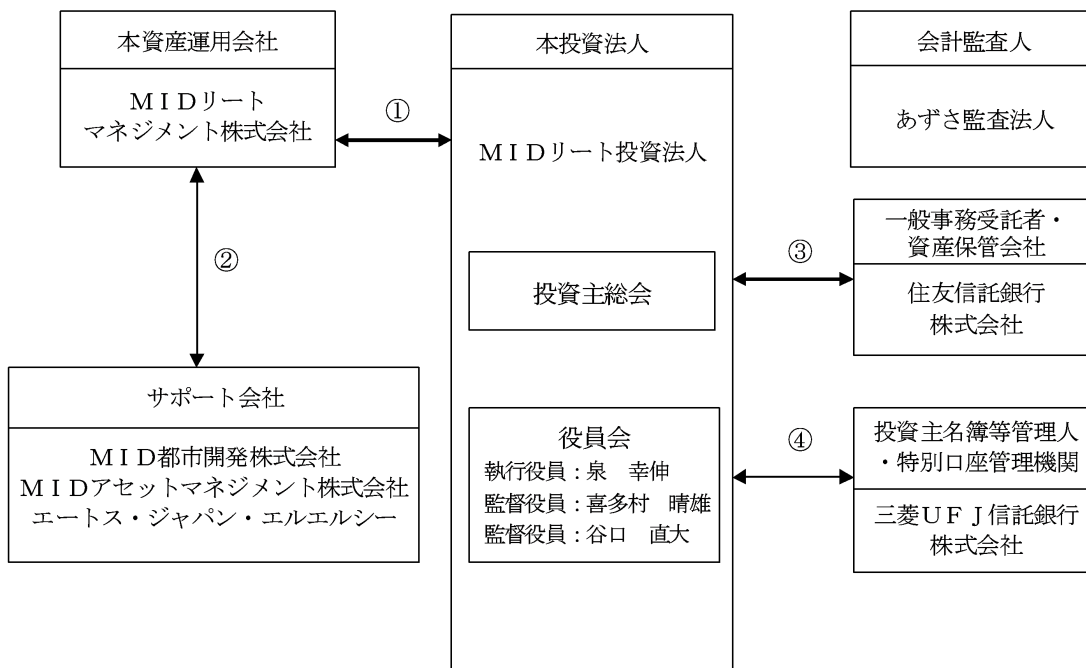 本資産運用会社
ＭＩＤリート
マネジメント株式会社
①
本投資法人
ＭＩＤリート投資法人
会計監査人
あずさ監査法人
②
投資主総会
③
一般事務受託者・
資産保管会社
住友信託銀行
株式会社
サポート会社
ＭＩＤ都市開発株式会社
ＭＩＤアセットマネジメント株式会社
エートス・ジャパン・エルエルシー
役員会
執行役員：泉　幸伸
監督役員：喜多村　晴雄
監督役員：谷口　直大
④
投資主名簿等管理人
・特別口座管理機関
三菱ＵＦＪ信託銀行
株式会社